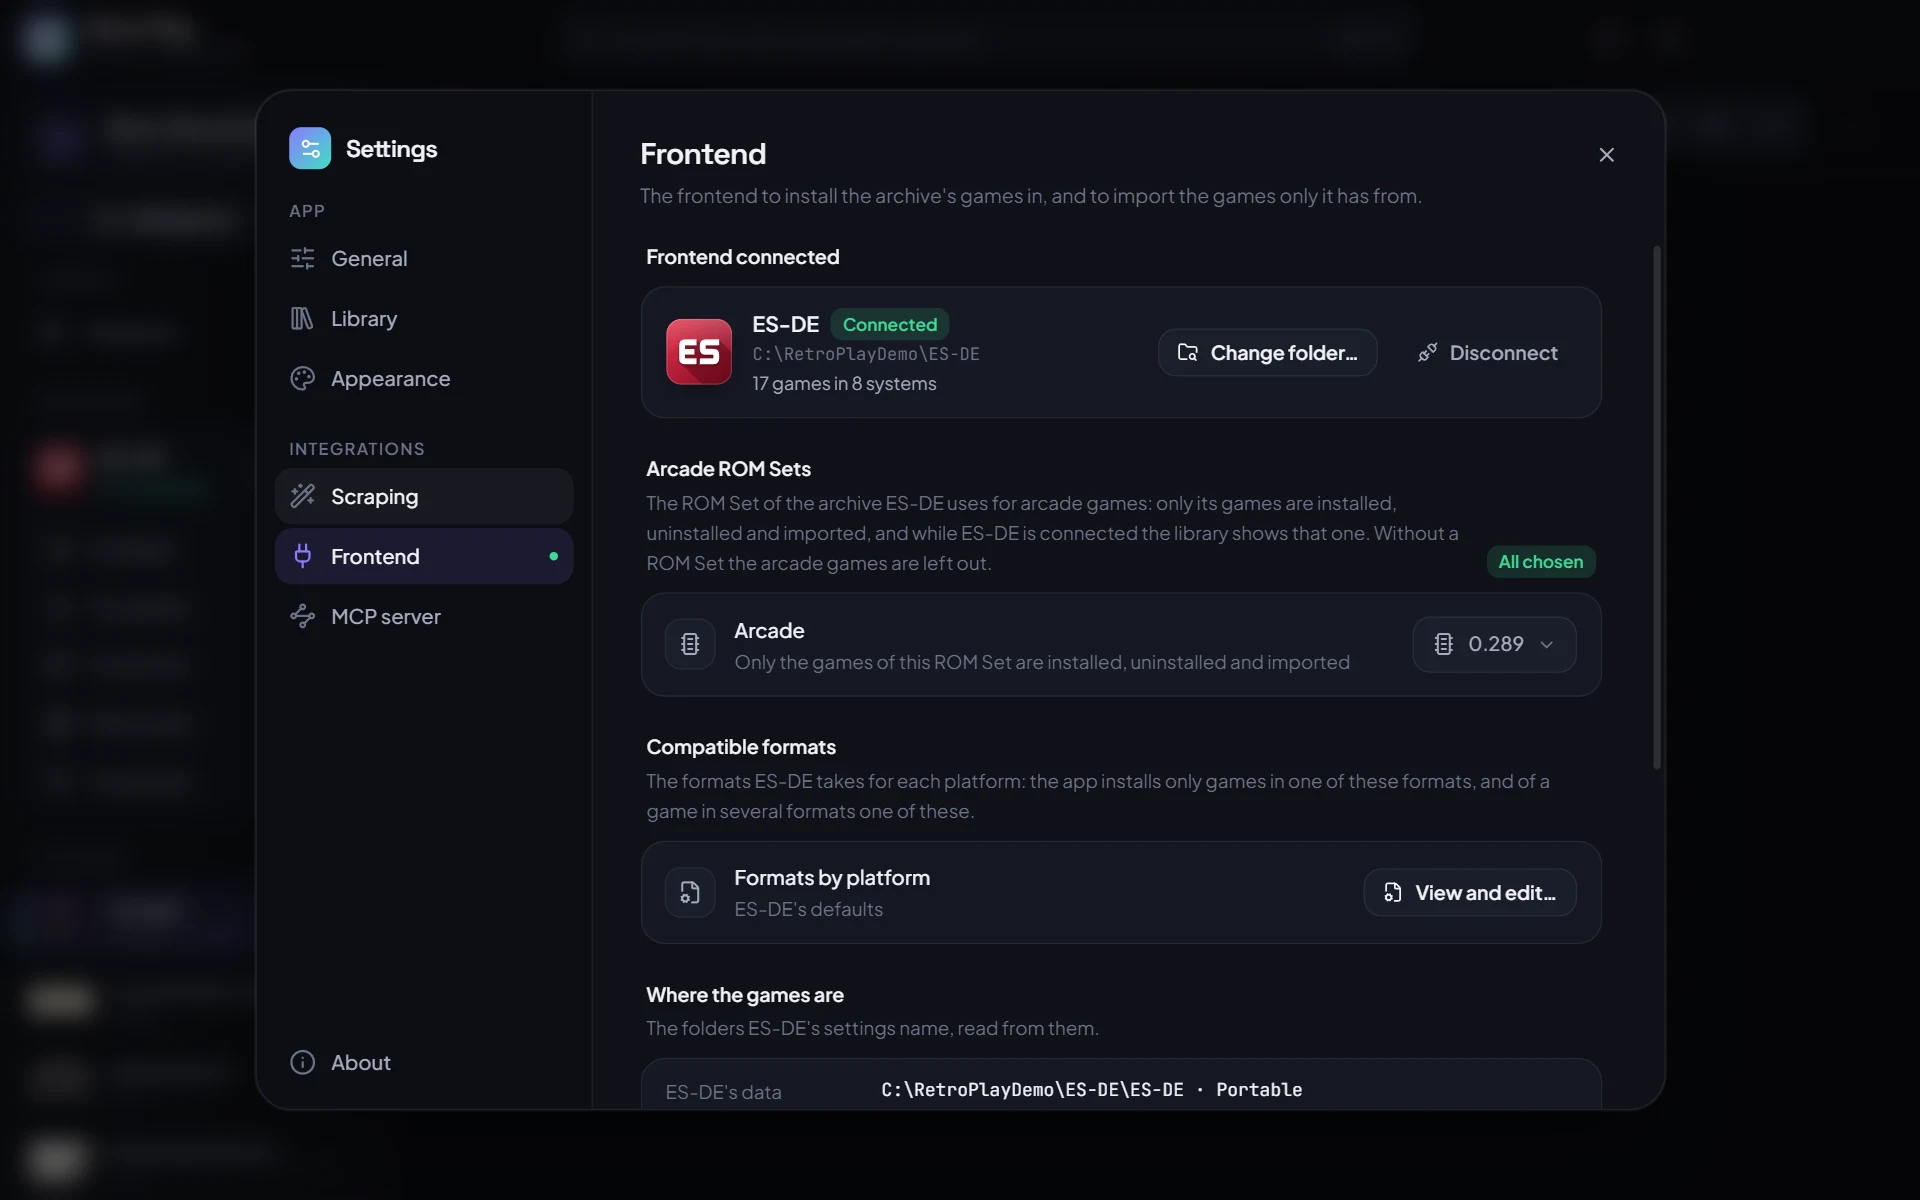 Settings
APP
General
Library
Appearance
INTEGRATIONS
Scraping
Frontend
MCP server
About
Frontend
The frontend to install the archive's games in, and to import the games only it has from.
Frontend connected
ES
ES-DE Connected
C:\RetroPlayDemo\ES-DE
17 games in 8 systems
Change folder…
Disconnect
Arcade ROM Sets
The ROM Set of the archive ES-DE uses for arcade games: only its games are installed,
uninstalled and imported, and while ES-DE is connected the library shows that one. Without a
ROM Set the arcade games are left out.
All chosen
Arcade
Only the games of this ROM Set are installed, uninstalled and imported
0.289
Compatible formats
The formats ES-DE takes for each platform: the app installs only games in one of these formats, and of a
game in several formats one of these.
Formats by platform
ES-DE's defaults
View and edit…
Where the games are
The folders ES-DE's settings name, read from them.
ES-DE's data
C:\RetroPlayDemo\ES-DE\ES-DE · Portable